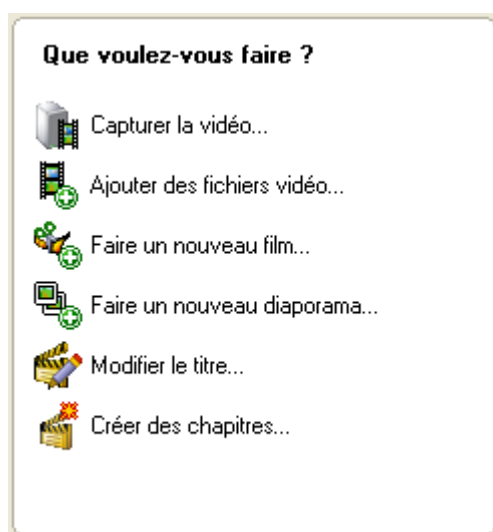 Que voulez-vous faire ?
Capturer la vidéo...
Ajouter des fichiers vidéo...
Faire un nouveau film...
Faire un nouveau diaporama...
Modifier le titre...
Créer des chapitres...